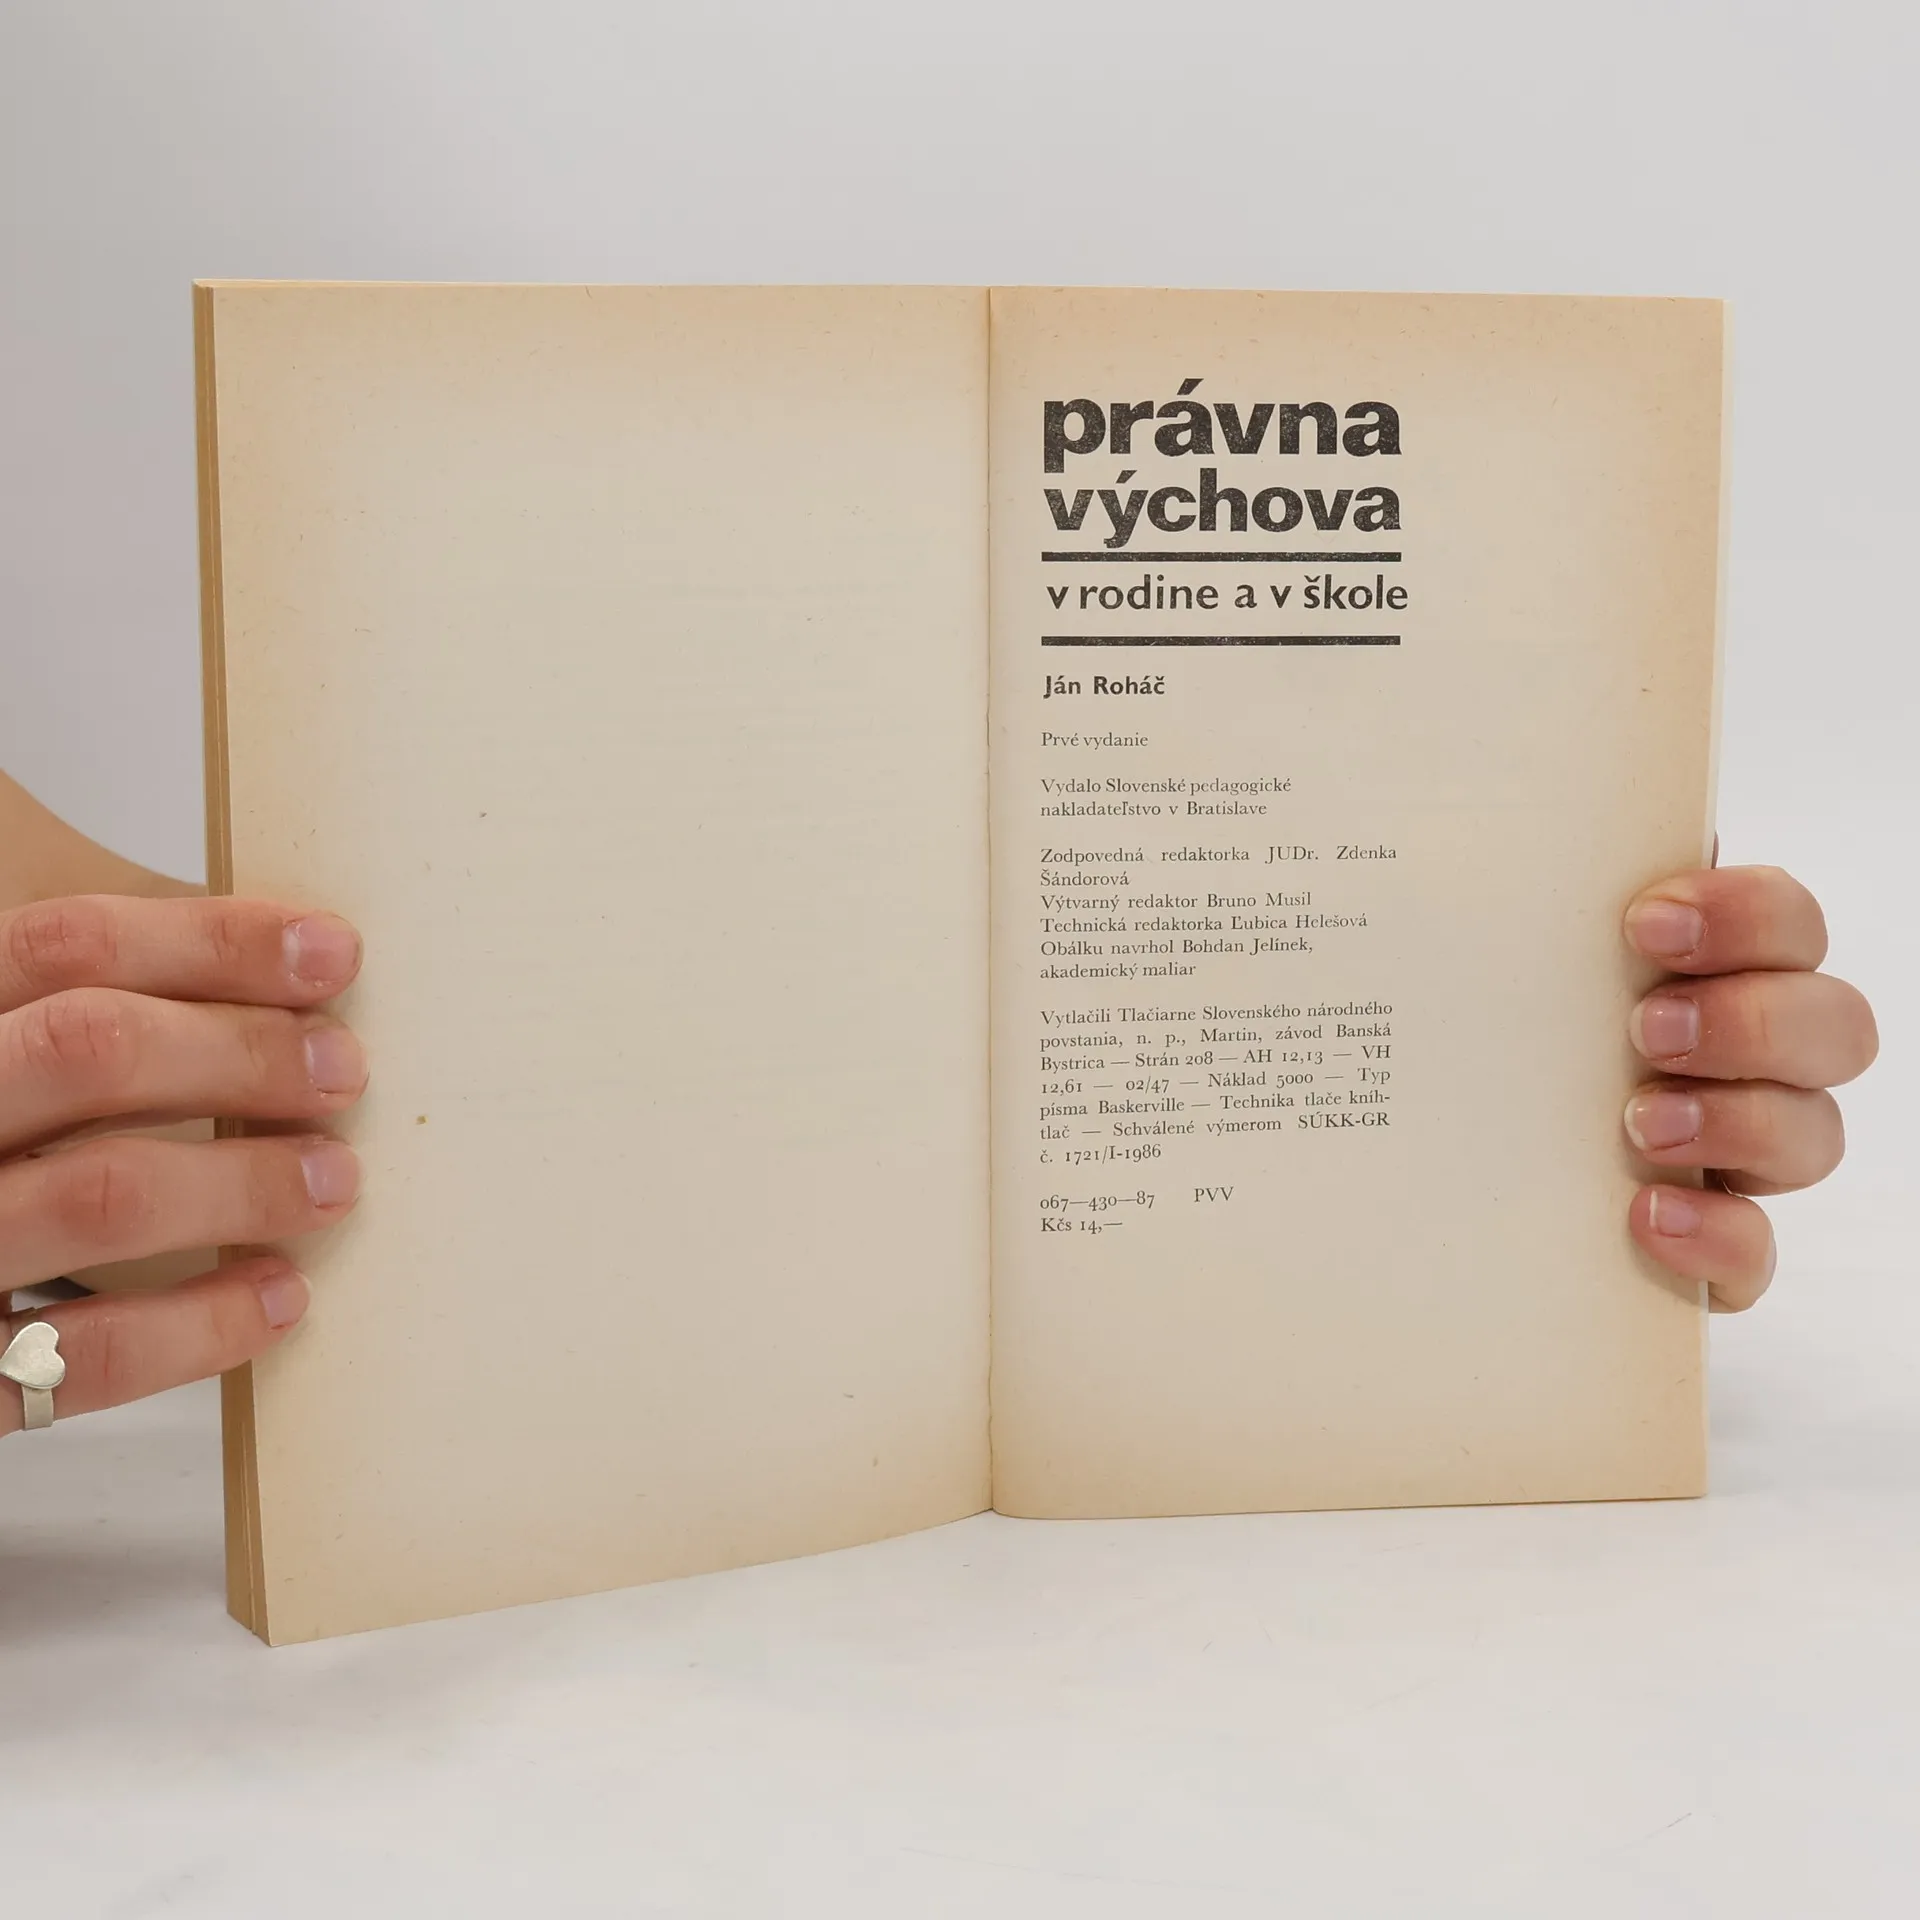 právna
výchova
v rodine a v škole
Ján Roháč
Prvé vydanie
Vydalo Slovenské pedagogické
nakladateľstvo v Bratislave
Zodpovedná redaktorka JUDr. Zdenka
Šándorová
Výtvarný redaktor Bruno Musil
Technická redaktorka Ľubica Helešová
Obálku navrhol Bohdan Jelínek,
akademický maliar
Vytlačili Tlačiarne Slovenského národného
povstania, n. p., Martin, závod Banská
Bystrica — Strán 208 — AH 12,13 — VH
12,61 — 02/47 — Náklad 5000 — Typ
písma Baskerville — Technika tlače kníh-
tlač — Schválené výmerom SÚKK-GR
č. 1721/I-1986
067—430—87 PVV
Kčs 14,—